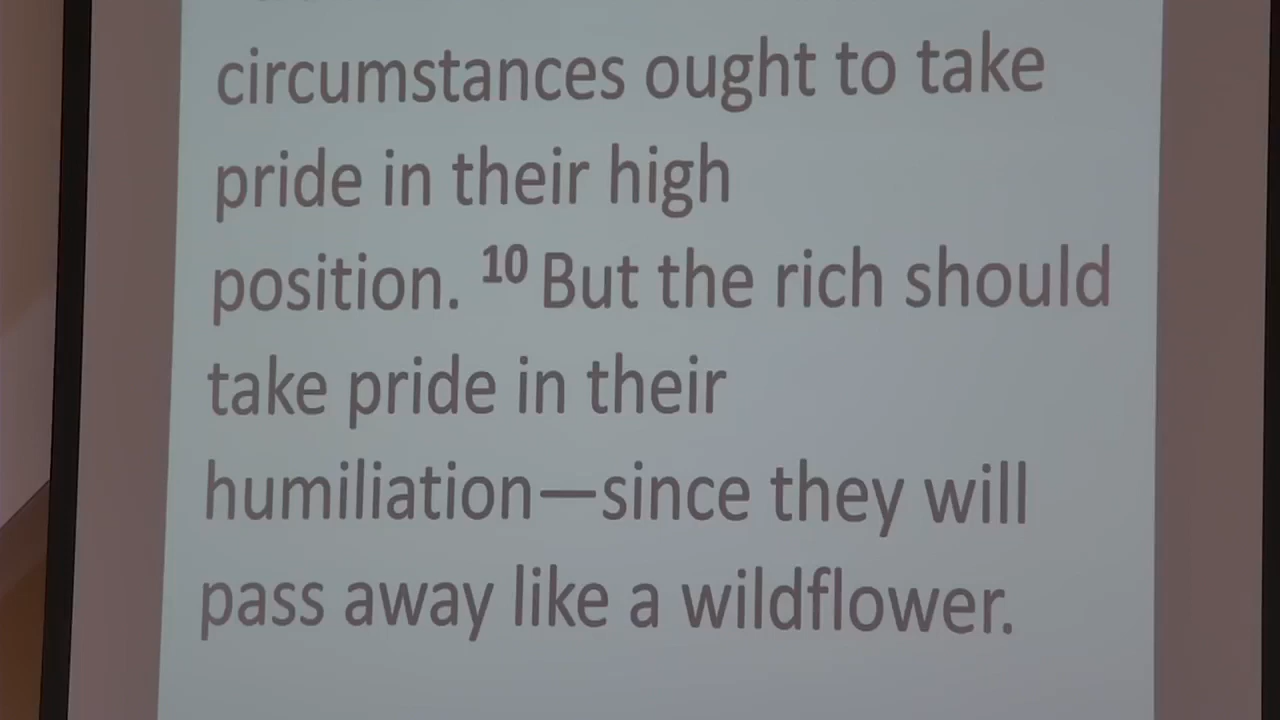 circumstances ought to take
pride in their high
position. 10 But the rich should
take pride in their
humiliation—since they will
pass away like a wildflower.